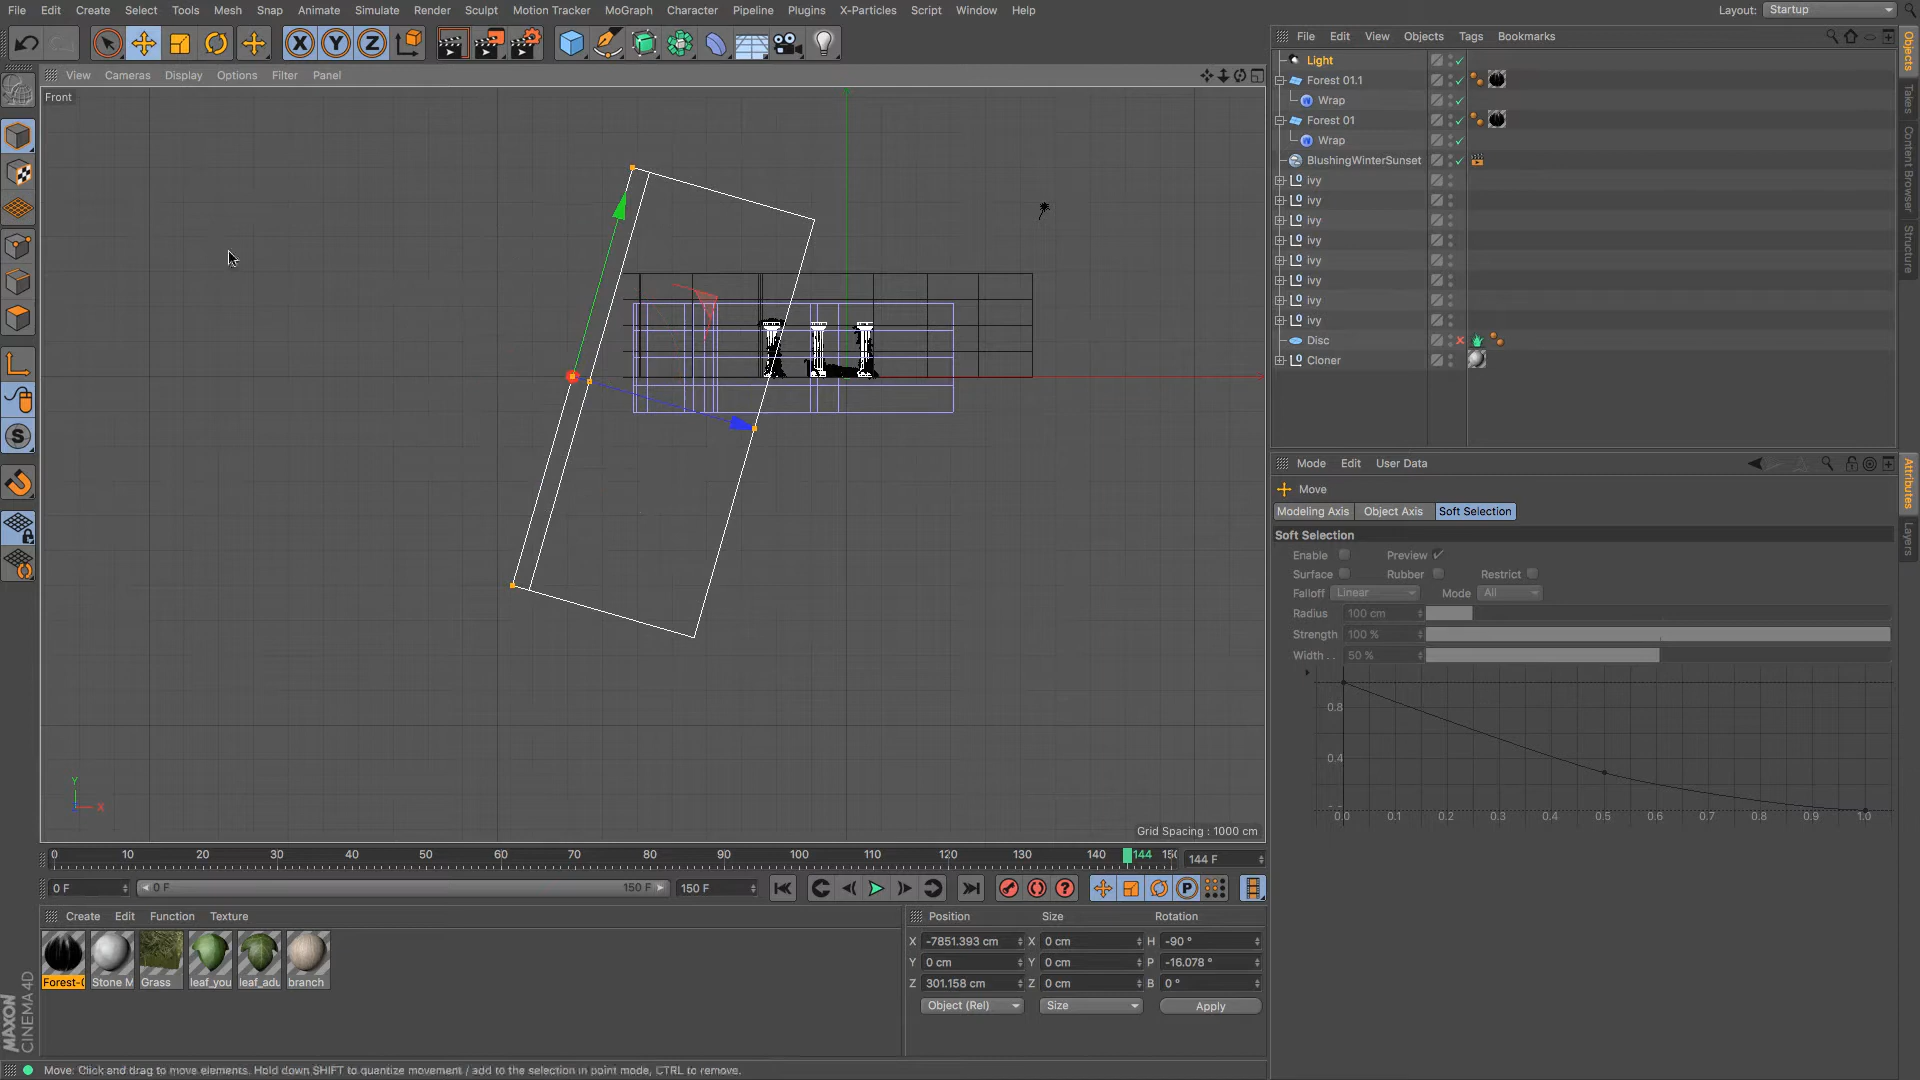 File Edit Create Select Tools Mesh Snap Animate Simulate Render Sculpt Motion Tracker MoGraph Character Pipeline Plugins X-Particles Script Window Help Layout: Startup
X Y Z
View Cameras Display Options Filter Panel
Front
File Edit View Objects Tags Bookmarks
Light
Forest 01.1
Wrap
Forest 01
Wrap
BlushingWinterSunset
ivy
ivy
ivy
ivy
ivy
ivy
ivy
ivy
Disc
Cloner
Objects
Takes
Content Browser
Structure
Mode Edit User Data
Move
Modeling Axis Object Axis Soft Selection
Soft Selection
Enable Preview
Surface Rubber Restrict
Falloff Linear Mode All
Radius 100 cm
Strength 100 %
Width . . 50 %
0.8
0.4
0.0 0.1 0.2 0.3 0.4 0.5 0.6 0.7 0.8 0.9 1.0
Attributes
Layers
Y
X
Grid Spacing : 1000 cm
0 10 20 30 40 50 60 70 80 90 100 110 120 130 140 144 150 144 F
0 F 0 F 150 F 150 F
P
Create Edit Function Texture
Forest-0 Stone M Grass leaf_you leaf_adu branch
Position Size Rotation
X -7851.393 cm X 0 cm H -90 °
Y 0 cm Y 0 cm P -16.078 °
Z 301.158 cm Z 0 cm B 0 °
Object (Rel) Size Apply
MAXON
CINEMA 4D
Move: Click and drag to move elements. Hold down SHIFT to quantize movement / add to the selection in point mode, CTRL to remove.